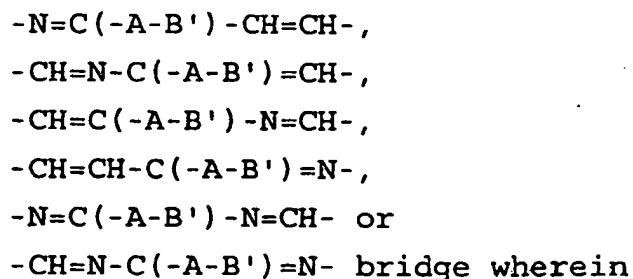 -N=C(-A-B')-CH=CH-,
-CH=N-C(-A-B')=CH-,
-CH=C(-A-B')-N=CH-,
-CH=CH-C(-A-B')=N-,
-N=C(-A-B')-N=CH- or
-CH=N-C(-A-B')=N- bridge wherein